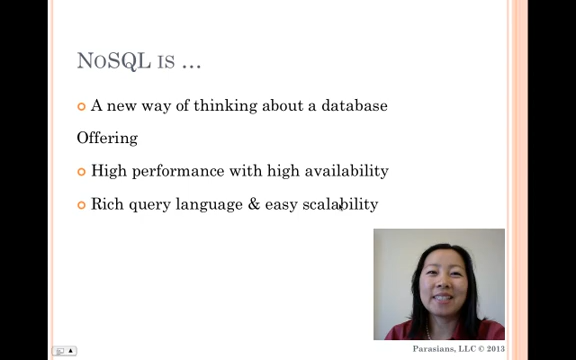 NOSQL IS ...
A new way of thinking about a database
Offering
High performance with high availability
Rich query language & easy scalability
Parasians, LLC © 2013